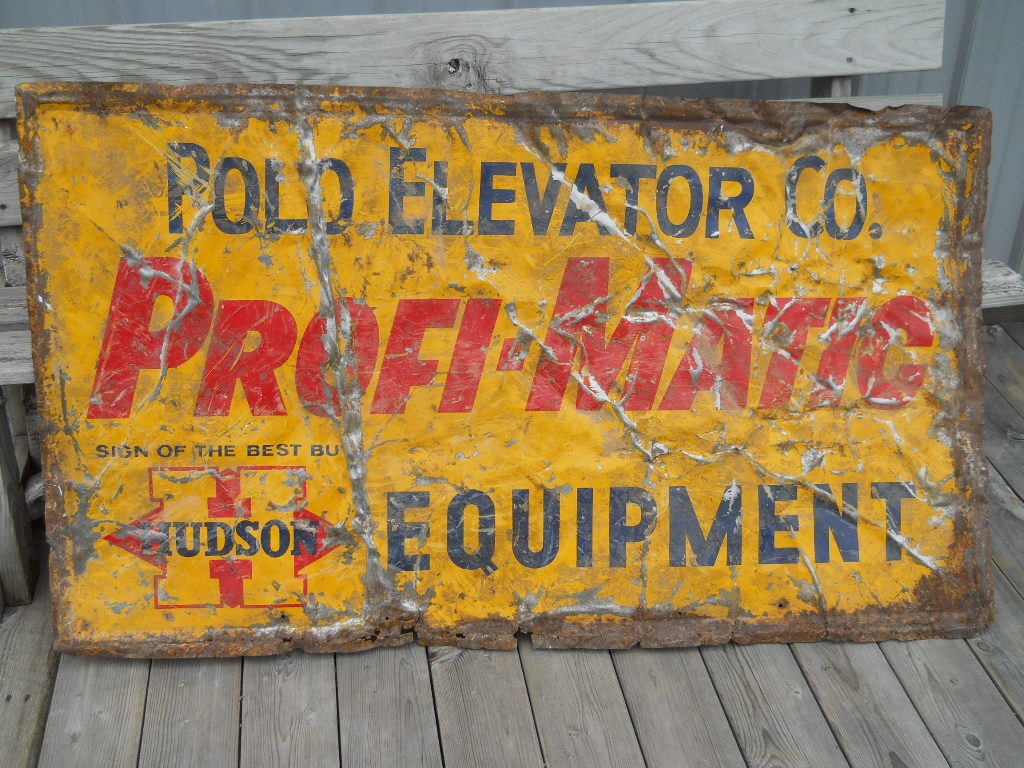 POLO ELEVATOR CO.
PROFI-MATIC
SIGN OF THE BEST BU
HUDSON
EQUIPMENT